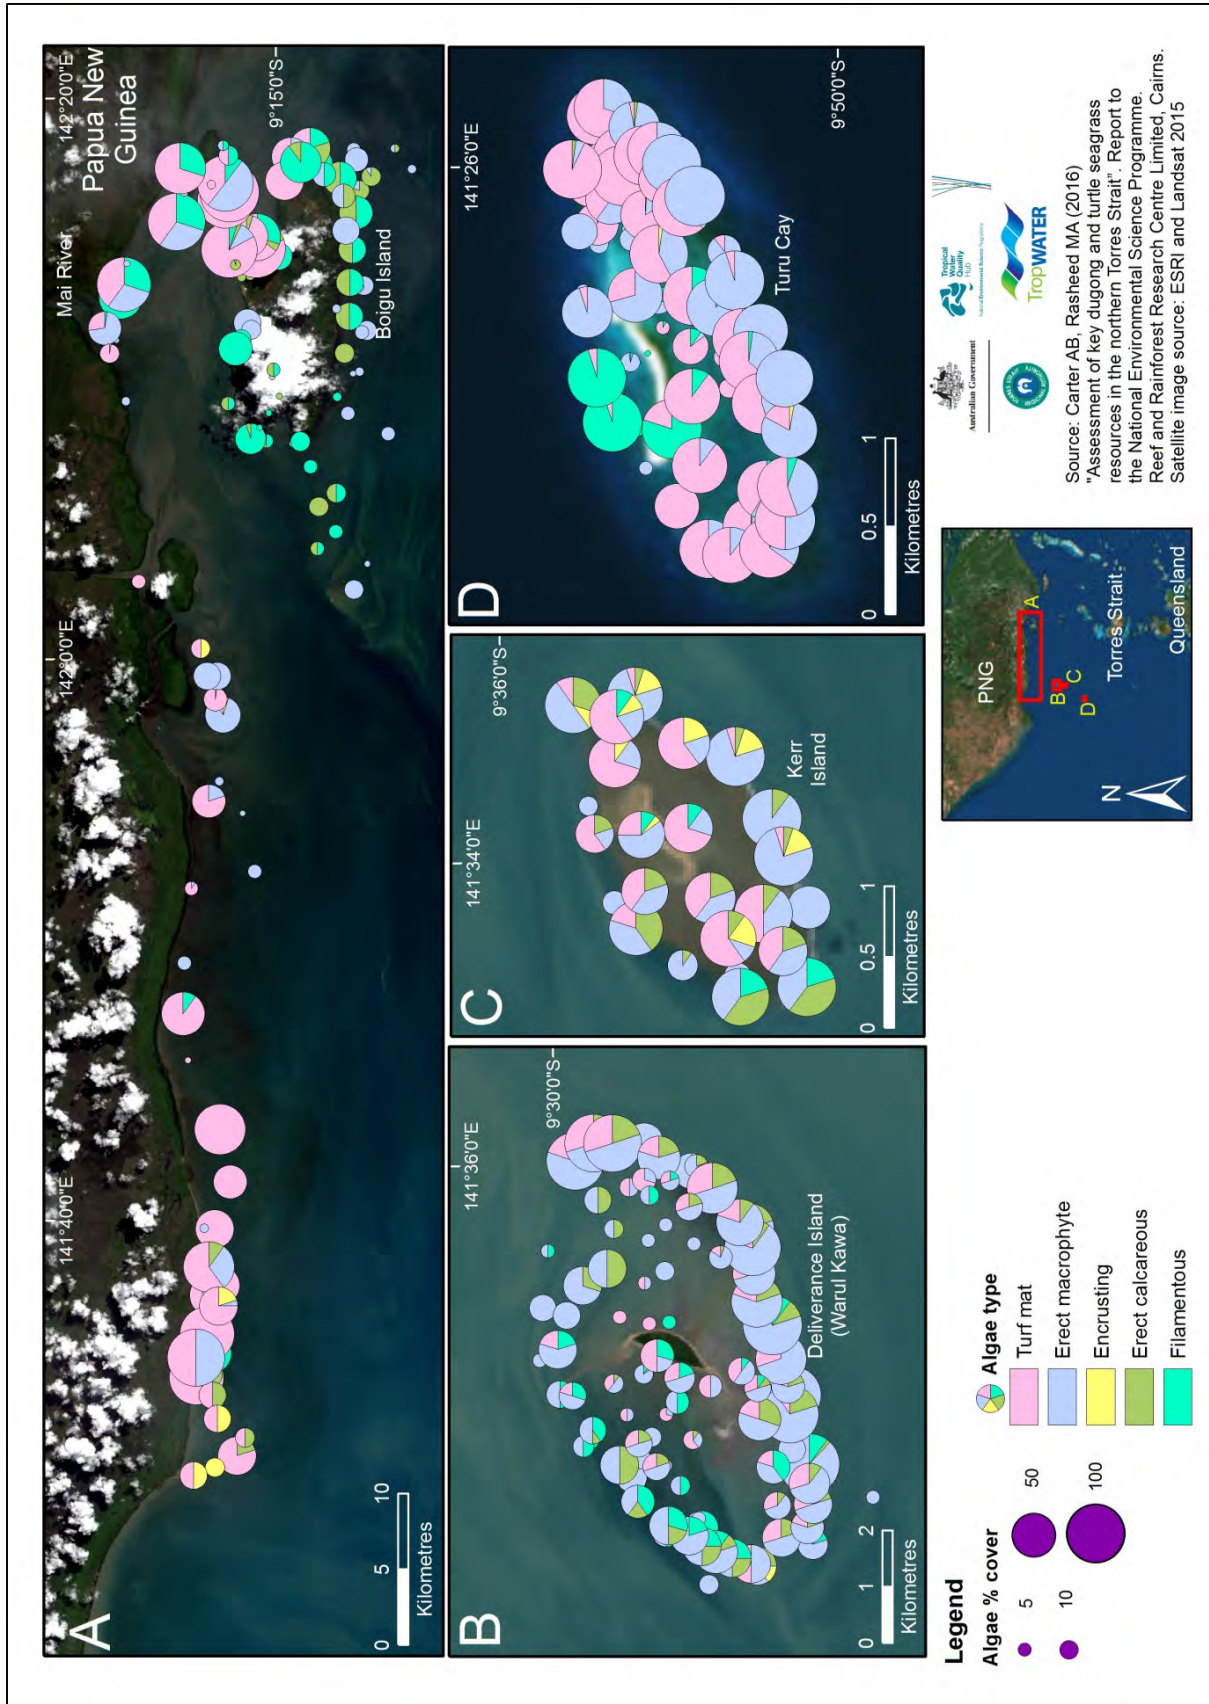 A
Mai River
Papua New
Guinea
142°20'0"E
9°15'0"S
Boigu Island
142°0'0"E
141°40'0"E
0 5 10
Kilometres
B
141°36'0"E
9°30'0"S
Deliverance Island
(Warul Kawa)
0 1 2
Kilometres
C
141°34'0"E
9°36'0"S
Kerr
Island
0 0.5 1
Kilometres
D
141°26'0"E
9°50'0"S
Turu Cay
0 0.5 1
Kilometres
Legend
Algae % cover
5
10
50
100
Algae type
Turf mat
Erect macrophyte
Encrusting
Erect calcareous
Filamentous
N
PNG
A
B
C
D
Torres Strait
Queensland
Australian Government
Tropical
Water
Quality
Hub
TropWATER
Source: Carter AB, Rasheed MA (2016)
"Assessment of key dugong and turtle seagrass
resources in the northern Torres Strait". Report to
the National Environmental Science Programme.
Reef and Rainforest Research Centre Limited, Cairns.
Satellite image source: ESRI and Landsat 2015